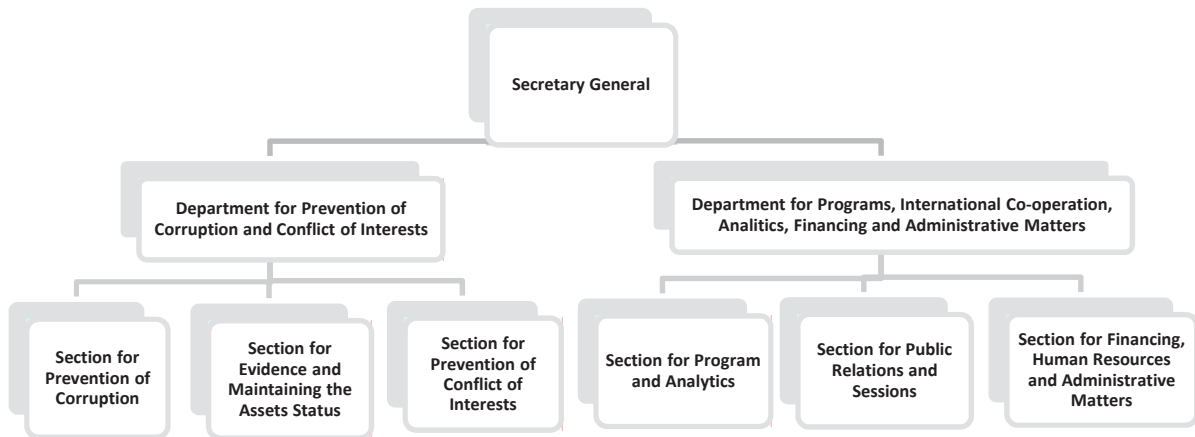 Secretary General
Department for Prevention of
Corruption and Conflict of Interests
Department for Programs, International Co-operation,
Analitics, Financing and Administrative Matters
Section for
Prevention of
Corruption
Section for
Evidence and
Maintaining the
Assets Status
Section for
Prevention of
Conflict of
Interests
Section for Program
and Analytics
Section for Public
Relations and
Sessions
Section for Financing,
Human Resources
and Administrative
Matters